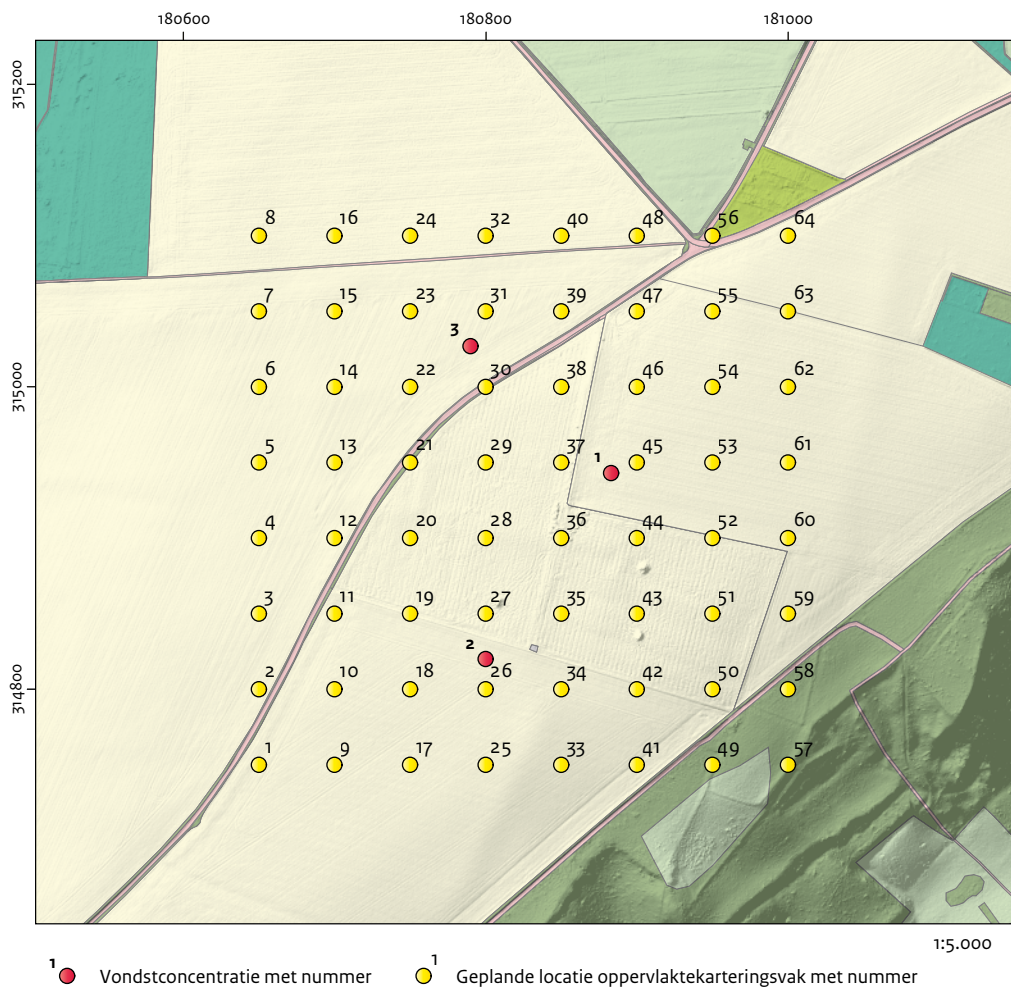 180600 180800 181000
315200
8 16 24 32 40 48 56 64
7 15 23 31 39 47 55 63
3
6 14 22 30 38 46 54 62
315000
5 13 21 29 37 1 45 53 61
4 12 20 28 36 44 52 60
3 11 19 27 35 43 51 59
2
2 10 18 26 34 42 50 58
314800
1 9 17 25 33 41 49 57
1:5.000
1 Vondstconcentratie met nummer 1 Geplande locatie oppervlaktekarteringsvak met nummer